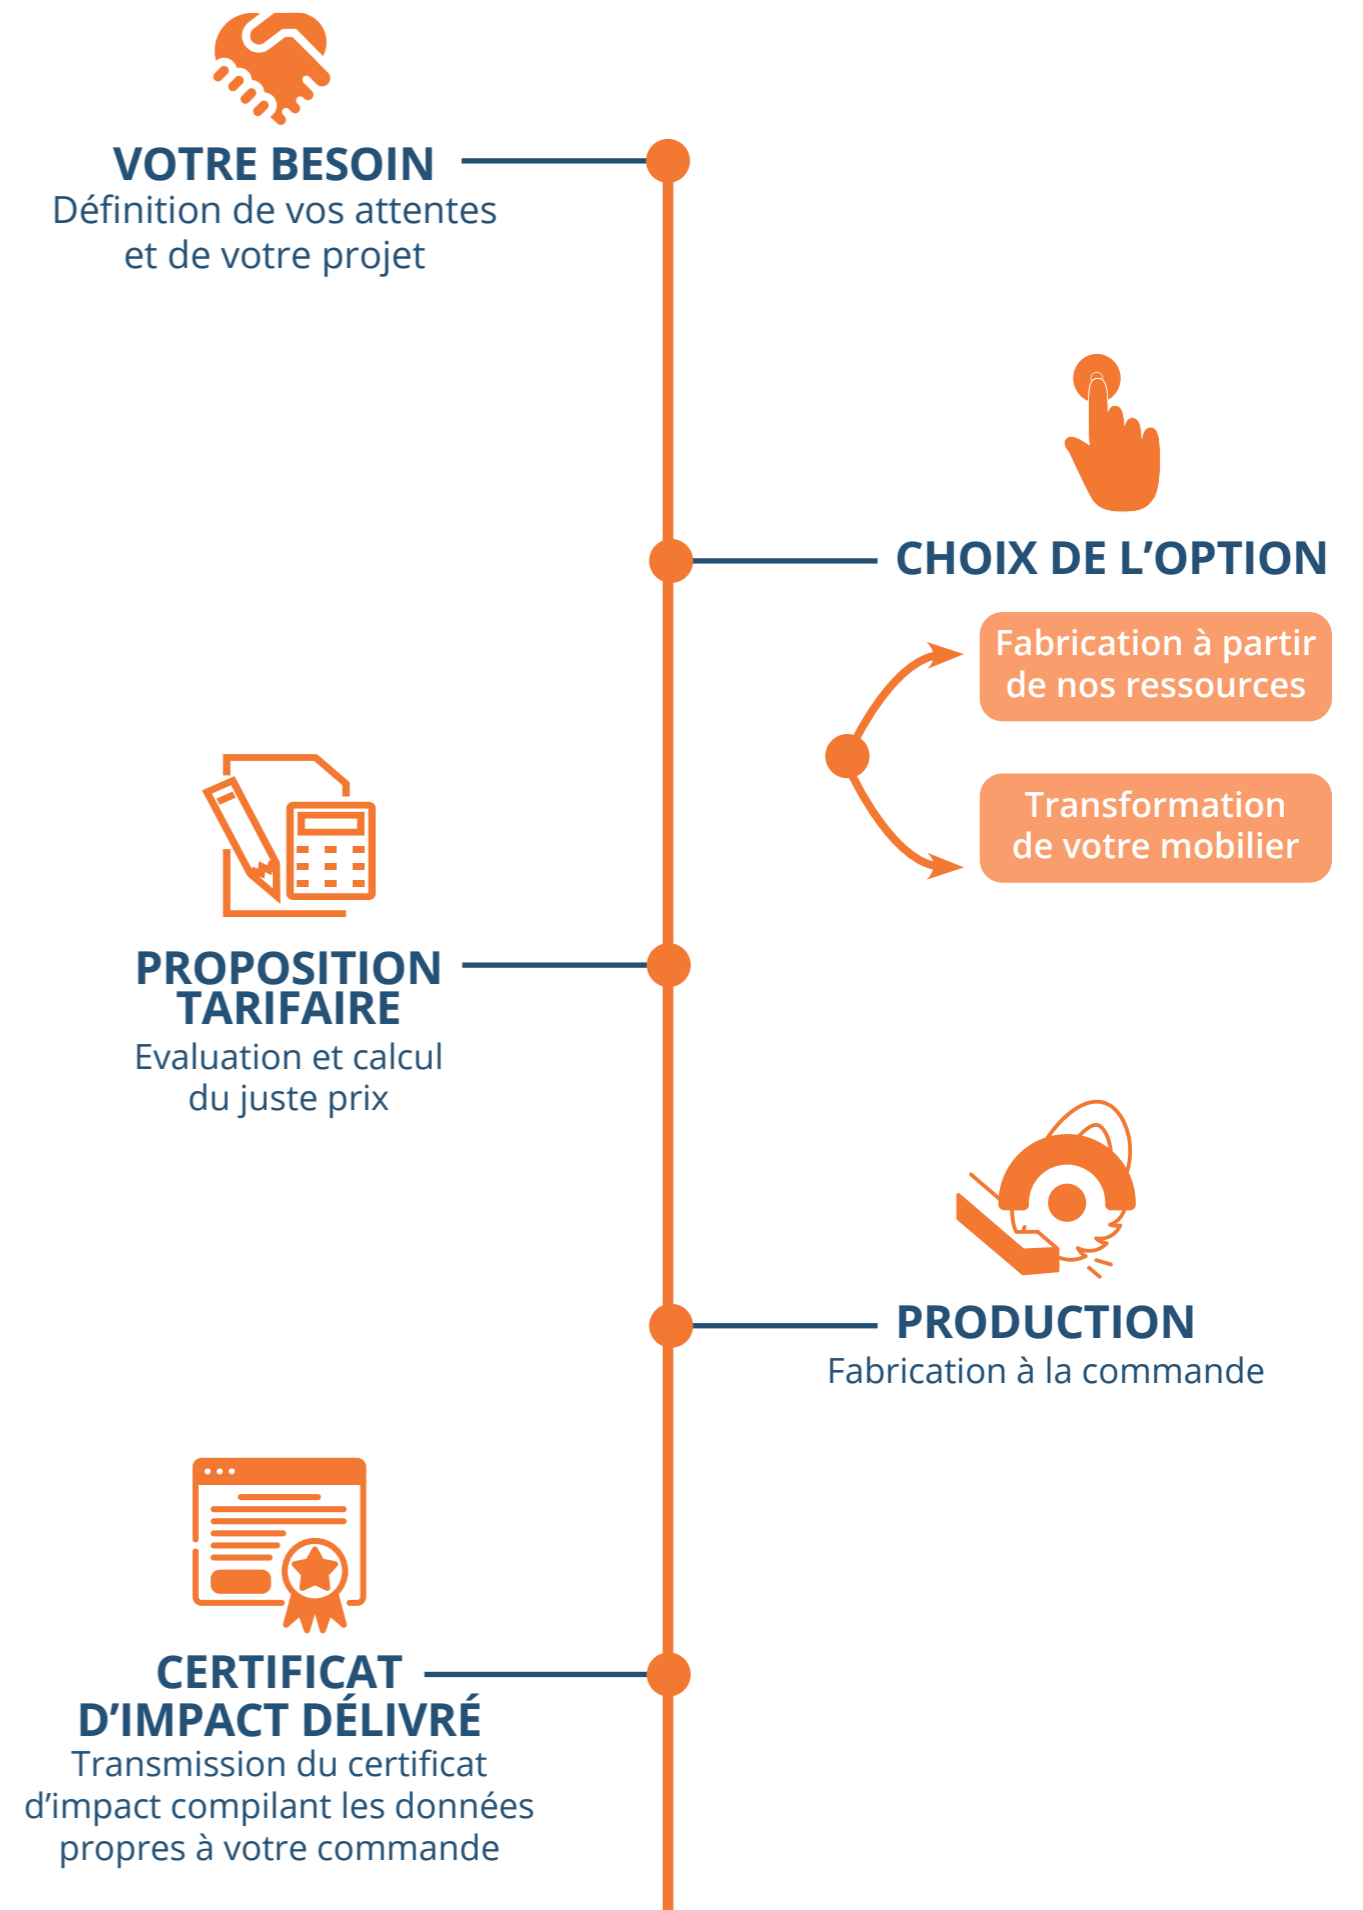 VOTRE BESOIN
Définition de vos attentes
et de votre projet
CHOIX DE L’OPTION
Fabrication à partir
de nos ressources
Transformation
de votre mobilier
PROPOSITION
TARIFAIRE
Evaluation et calcul
du juste prix
PRODUCTION
Fabrication à la commande
CERTIFICAT
D’IMPACT DÉLIVRÉ
Transmission du certificat
d’impact compilant les données
propres à votre commande